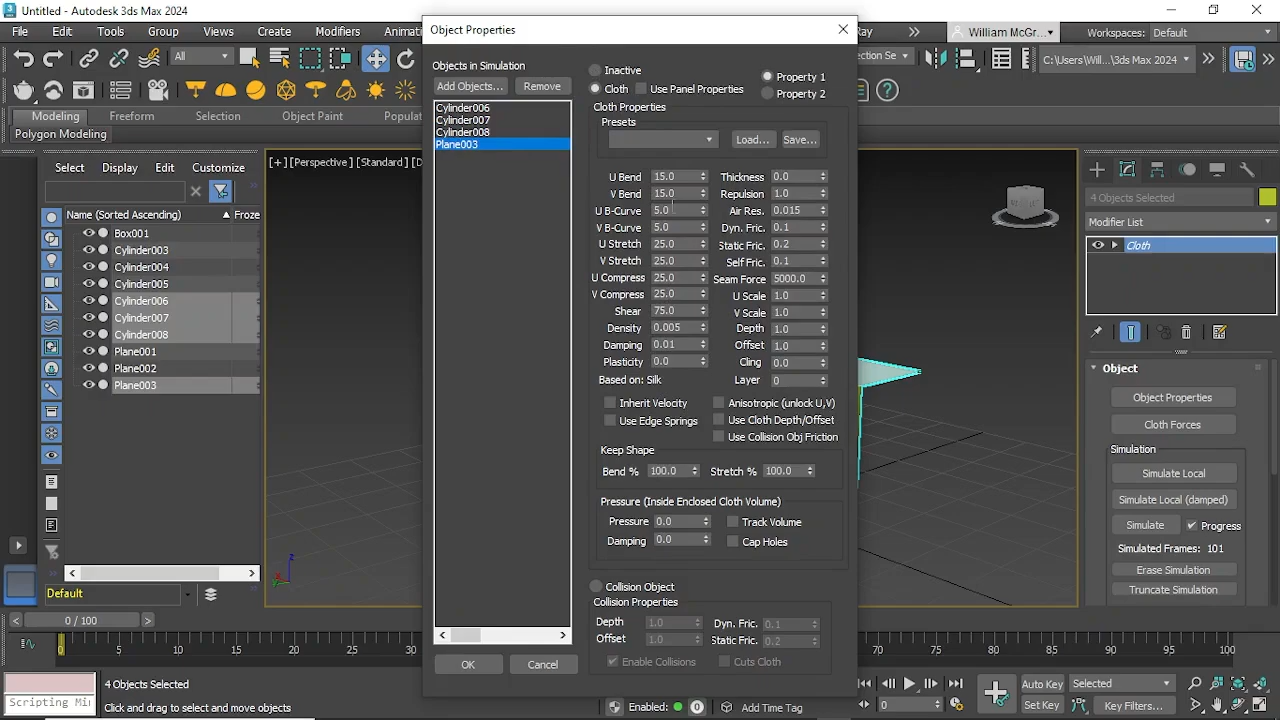 Untitled - Autodesk 3ds Max 2024
File Edit Tools Group Views Create Modifiers Animati
Object Properties
Ray
William McGr...
Workspaces: Default
All
ection Se
C:\Users\Will...\3ds Max 2024
Modeling Freeform Selection Object Paint Populat
Polygon Modeling
Select Display Edit Customize
Name (Sorted Ascending) Froze
Box001
Cylinder003
Cylinder004
Cylinder005
Cylinder006
Cylinder007
Cylinder008
Plane001
Plane002
Plane003
Default
[+] [Perspective] [Standard] [D
Objects in Simulation
Add Objects... Remove
Cylinder006
Cylinder007
Cylinder008
Plane003
OK Cancel
Inactive
Cloth Use Panel Properties
Property 1
Property 2
Cloth Properties
Presets
Load... Save...
U Bend 15.0 Thickness 0.0
V Bend 15.0 Repulsion 1.0
U B-Curve 5.0 Air Res. 0.015
V B-Curve 5.0 Dyn. Fric. 0.1
U Stretch 25.0 Static Fric. 0.2
V Stretch 25.0 Self Fric. 0.1
U Compress 25.0 Seam Force 5000.0
V Compress 25.0 U Scale 1.0
Shear 75.0 V Scale 1.0
Density 0.005 Depth 1.0
Damping 0.01 Offset 1.0
Plasticity 0.0 Cling 0.0
Based on: Silk Layer 0
Inherit Velocity Anisotropic (unlock U,V)
Use Edge Springs Use Cloth Depth/Offset
Use Collision Obj Friction
Keep Shape
Bend % 100.0 Stretch % 100.0
Pressure (Inside Enclosed Cloth Volume)
Pressure 0.0 Track Volume
Damping 0.0 Cap Holes
Collision Object
Collision Properties
Depth 1.0 Dyn. Fric. 0.1
Offset 1.0 Static Fric. 0.2
Enable Collisions Cuts Cloth
4 Objects Selected
Modifier List
Cloth
Object
Object Properties
Cloth Forces
Simulation
Simulate Local
Simulate Local (damped)
Simulate Progress
Simulated Frames: 101
Erase Simulation
Truncate Simulation
0 / 100
0 5 10 15 20 25 30 70 75 80 85 90 95 100
4 Objects Selected
Scripting Mi
Click and drag to select and move objects
Enabled: 0 Add Time Tag
0
Auto Key Selected
Set Key Key Filters...